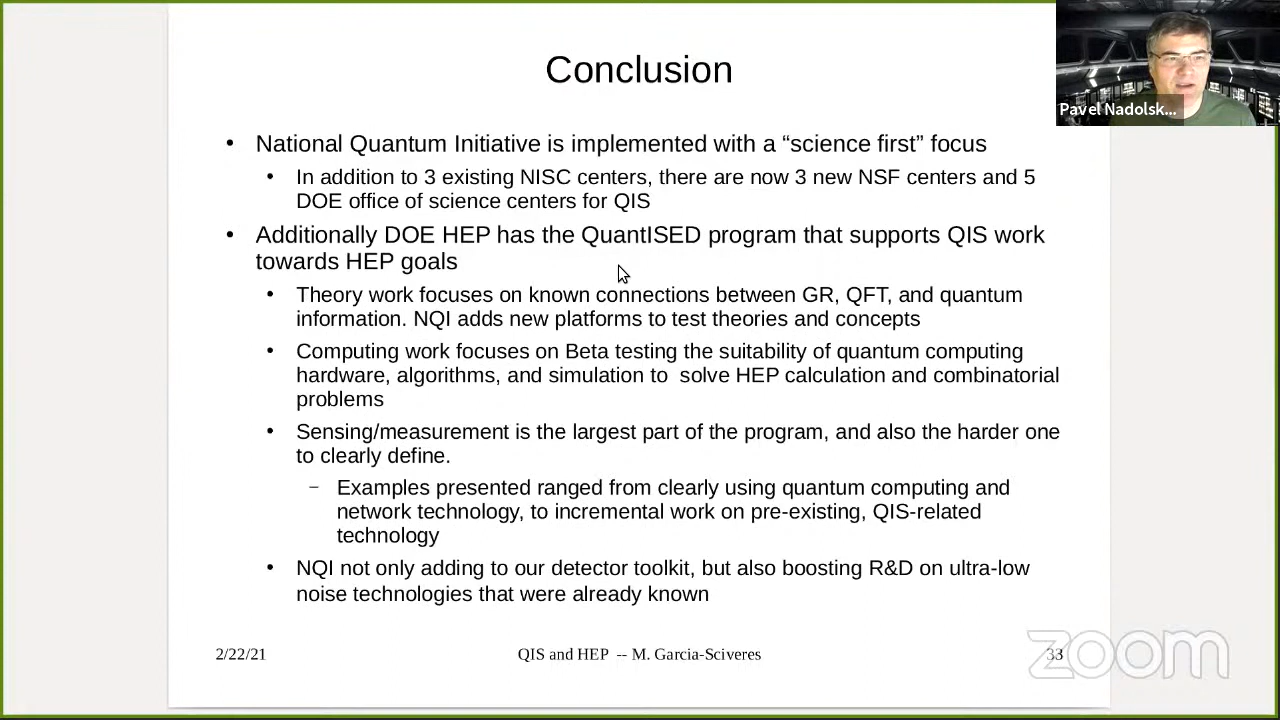 Conclusion
Pavel Nadolsk...
• National Quantum Initiative is implemented with a “science first” focus
• In addition to 3 existing NISC centers, there are now 3 new NSF centers and 5
DOE office of science centers for QIS
• Additionally DOE HEP has the QuantISED program that supports QIS work
towards HEP goals
• Theory work focuses on known connections between GR, QFT, and quantum
information. NQI adds new platforms to test theories and concepts
• Computing work focuses on Beta testing the suitability of quantum computing
hardware, algorithms, and simulation to  solve HEP calculation and combinatorial
problems
• Sensing/measurement is the largest part of the program, and also the harder one
to clearly define.
– Examples presented ranged from clearly using quantum computing and
network technology, to incremental work on pre-existing, QIS-related
technology
• NQI not only adding to our detector toolkit, but also boosting R&D on ultra-low
noise technologies that were already known
2/22/21
QIS and HEP  -- M. Garcia-Sciveres
33
zoom